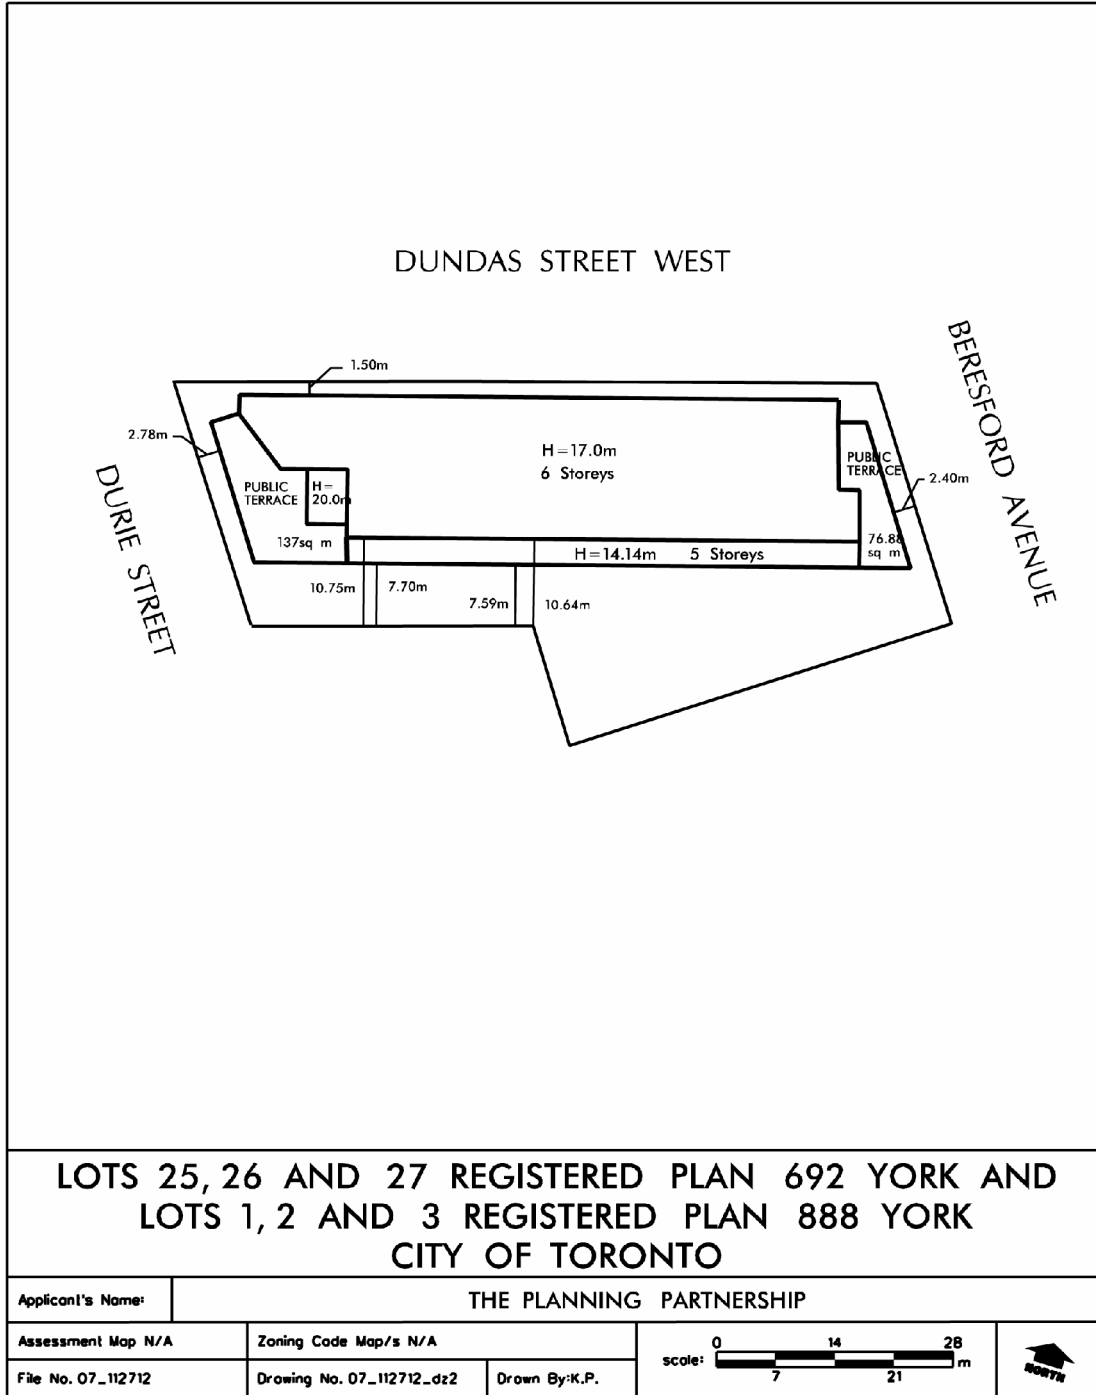 DUNDAS STREET WEST
BERESFORD AVENUE
DURIE STREET
1.50m
2.78m
H=17.0m
6 Storeys
PUBLIC
TERRACE
H=
20.0m
137sq m
PUBLIC
TERRACE
2.40m
76.88
sq m
H=14.14m 5 Storeys
10.75m
7.70m
7.59m
10.64m
LOTS 25, 26 AND 27 REGISTERED PLAN 692 YORK AND
LOTS 1, 2 AND 3 REGISTERED PLAN 888 YORK
CITY OF TORONTO
Applicant's Name:
THE PLANNING PARTNERSHIP
Assessment Map N/A
Zoning Code Map/s N/A
File No. 07_112712
Drawing No. 07_112712_dz2
Drawn By:K.P.
scale:
0 14 28
m
7 21
NORTH